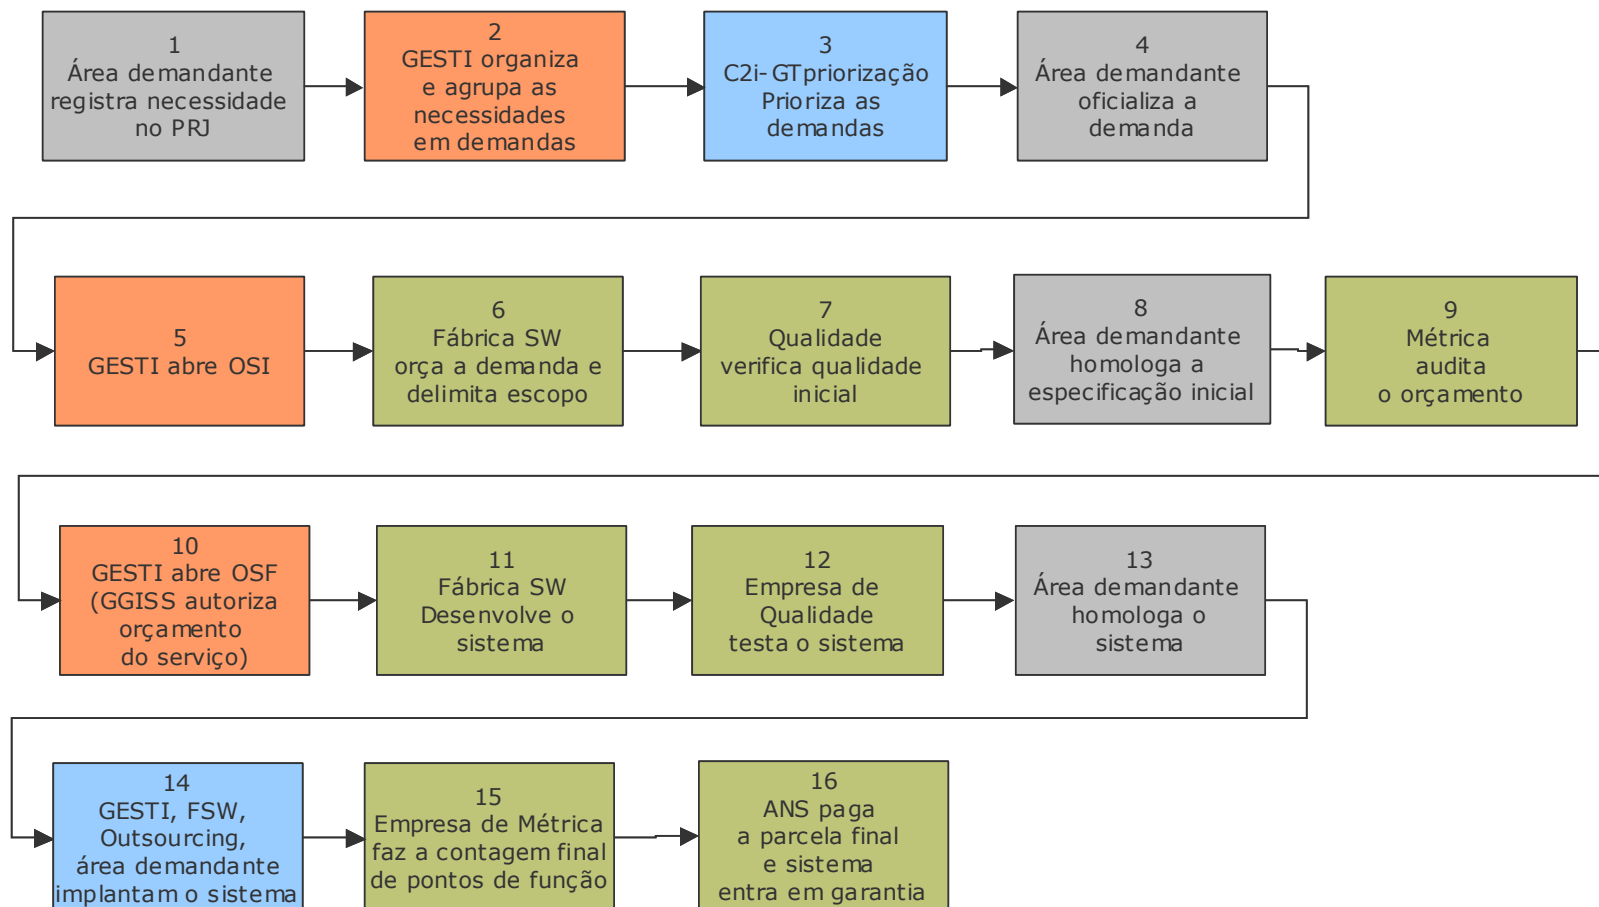 1
Área demandante
registra necessidade
no PRJ
2
GESTI organiza
e agrupa as
necessidades
em demandas
3
C2i-GTpriorização
Prioriza as
demandas
4
Área demandante
oficializa a
demanda
5
GESTI abre OSI
6
Fábrica SW
orça a demanda e
delimita escopo
7
Qualidade
verifica qualidade
inicial
8
Área demandante
homologa a
especificação inicial
9
Métrica
audita
o orçamento
10
GESTI abre OSF
(GGISS autoriza
orçamento
do serviço)
11
Fábrica SW
Desenvolve o
sistema
12
Empresa de
Qualidade
testa o sistema
13
Área demandante
homologa o
sistema
14
GESTI, FSW,
Outsourcing,
área demandante
implantam o sistema
15
Empresa de Métrica
faz a contagem final
de pontos de função
16
ANS paga
a parcela final
e sistema
entra em garantia